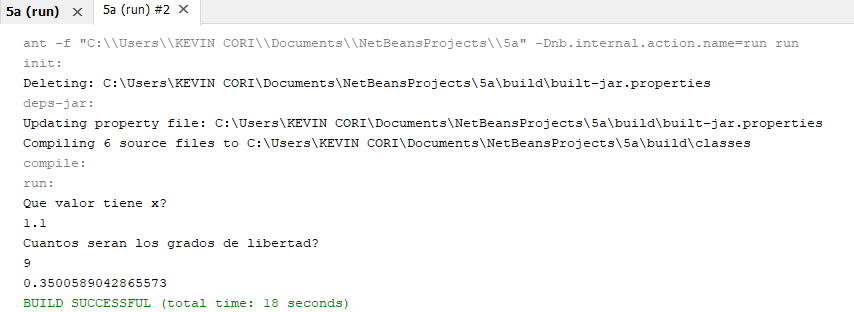 5a (run) × 5a (run) #2 ×
ant -f "C:\\Users\\KEVIN CORI\\Documents\\NetBeansProjects\\5a" -Dnb.internal.action.name=run run
init:
Deleting: C:\Users\KEVIN CORI\Documents\NetBeansProjects\5a\build\built-jar.properties
deps-jar:
Updating property file: C:\Users\KEVIN CORI\Documents\NetBeansProjects\5a\build\built-jar.properties
Compiling 6 source files to C:\Users\KEVIN CORI\Documents\NetBeansProjects\5a\build\classes
compile:
run:
Que valor tiene x?
1.1
Cuantos seran los grados de libertad?
9
0.3500589042865573
BUILD SUCCESSFUL (total time: 18 seconds)